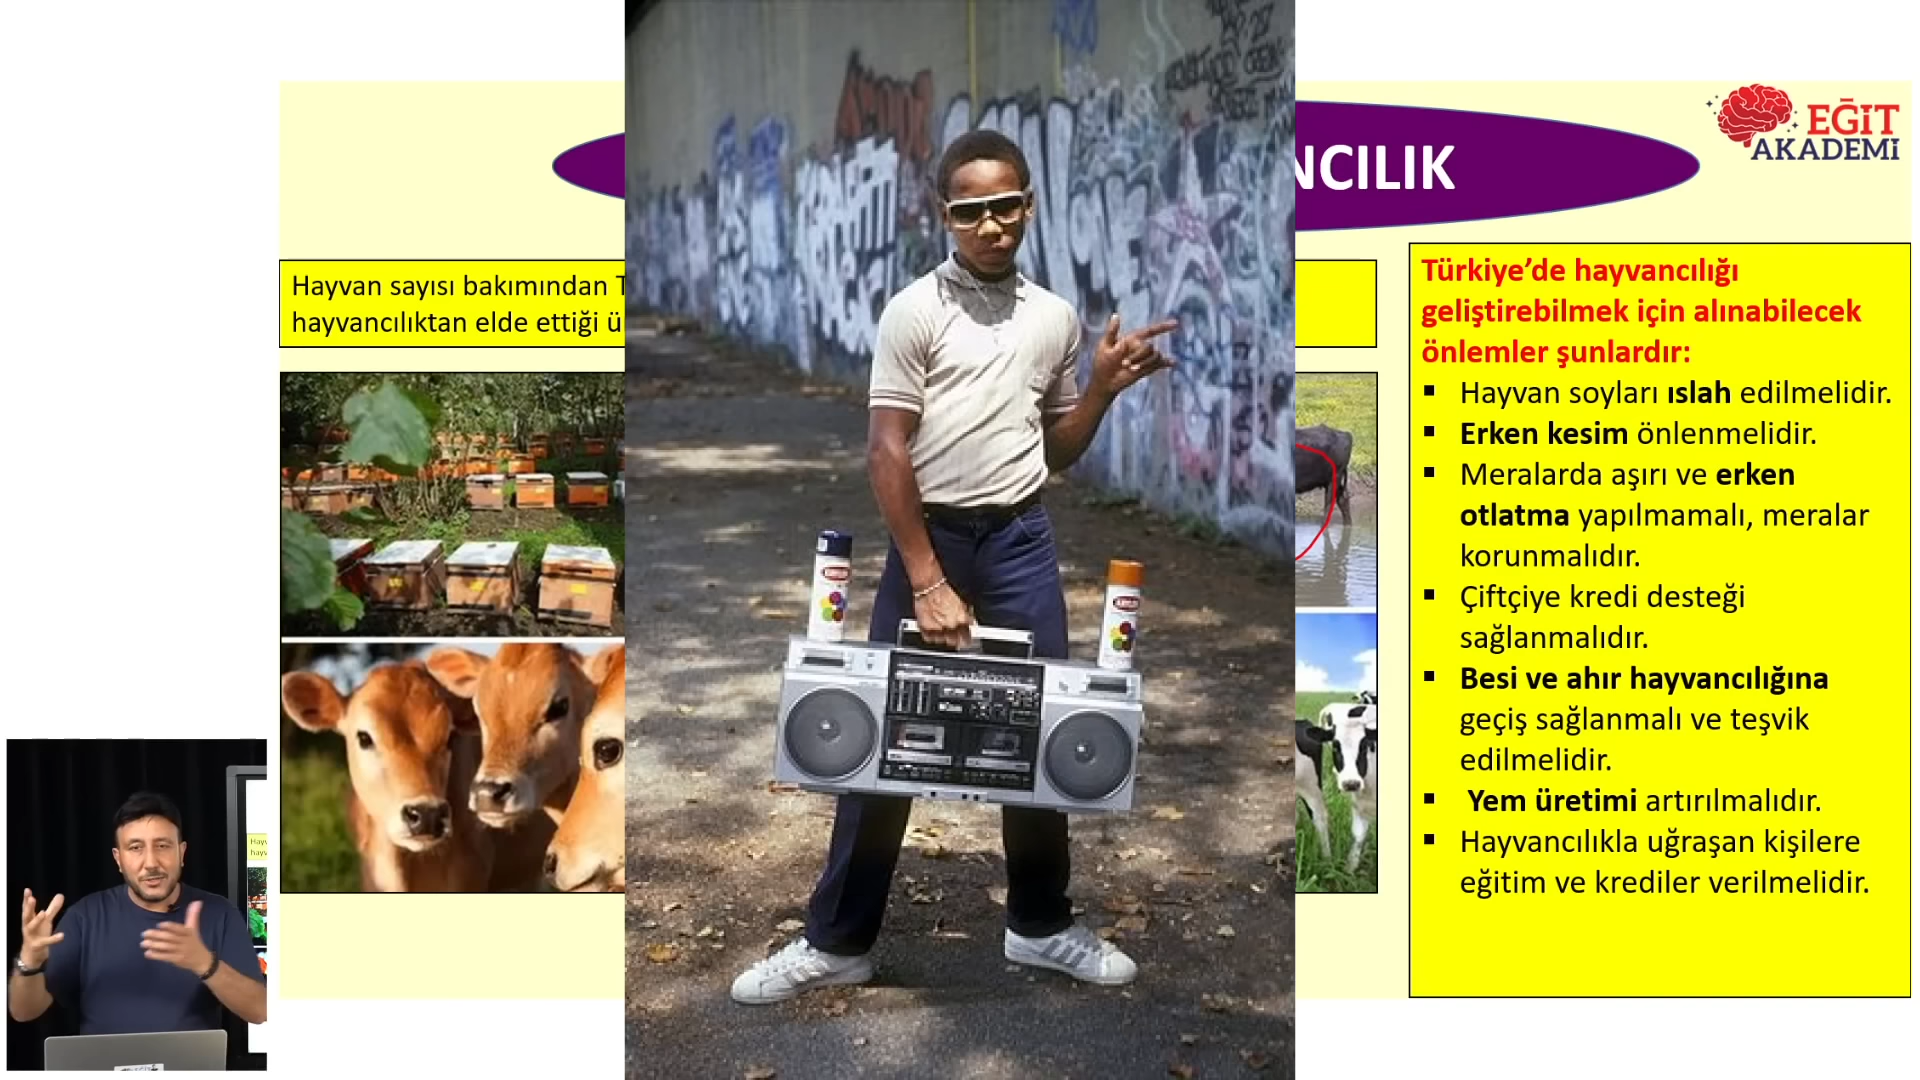 NCILIK
EĞİT
AKADEMİ
Hayvan sayısı bakımından T
hayvancılıktan elde ettiği ü
Türkiye’de hayvancılığı
geliştirebilmek için alınabilecek
önlemler şunlardır:
▪ Hayvan soyları ıslah edilmelidir.
▪ Erken kesim önlenmelidir.
▪ Meralarda aşırı ve erken
otlatma yapılmamalı, meralar
korunmalıdır.
▪ Çiftçiye kredi desteği
sağlanmalıdır.
▪ Besi ve ahır hayvancılığına
geçiş sağlanmalı ve teşvik
edilmelidir.
▪ Yem üretimi artırılmalıdır.
▪ Hayvancılıkla uğraşan kişilere
eğitim ve krediler verilmelidir.